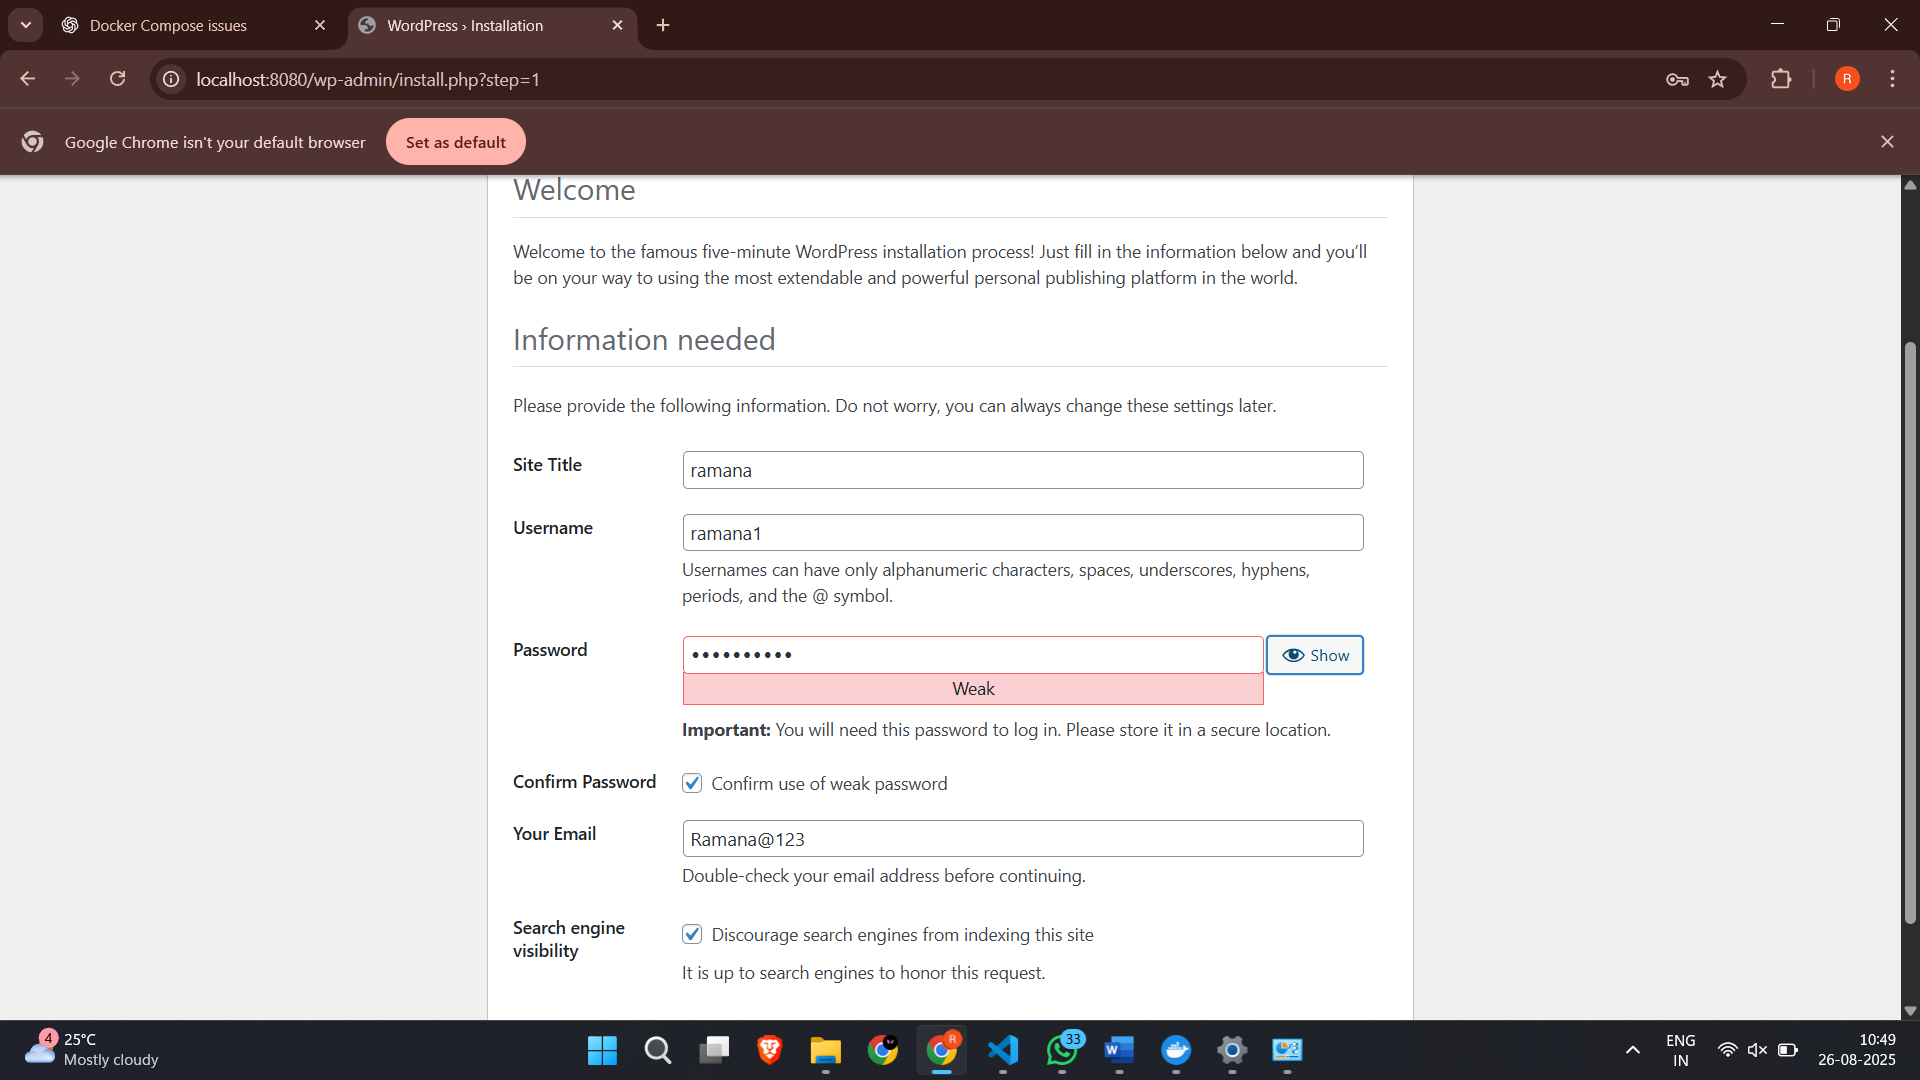 Docker Compose issues
WordPress › Installation
localhost:8080/wp-admin/install.php?step=1
R
Google Chrome isn't your default browser
Set as default
Welcome
Welcome to the famous five-minute WordPress installation process! Just fill in the information below and you’ll
be on your way to using the most extendable and powerful personal publishing platform in the world.
Information needed
Please provide the following information. Do not worry, you can always change these settings later.
Site Title
ramana
Username
ramana1
Usernames can have only alphanumeric characters, spaces, underscores, hyphens,
periods, and the @ symbol.
Password
••••••••••
Show
Weak
Important: You will need this password to log in. Please store it in a secure location.
Confirm Password
Confirm use of weak password
Your Email
Ramana@123
Double-check your email address before continuing.
Search engine
visibility
Discourage search engines from indexing this site
It is up to search engines to honor this request.
4
25°C
Mostly cloudy
R
33
W
ENG
IN
10:49
26-08-2025